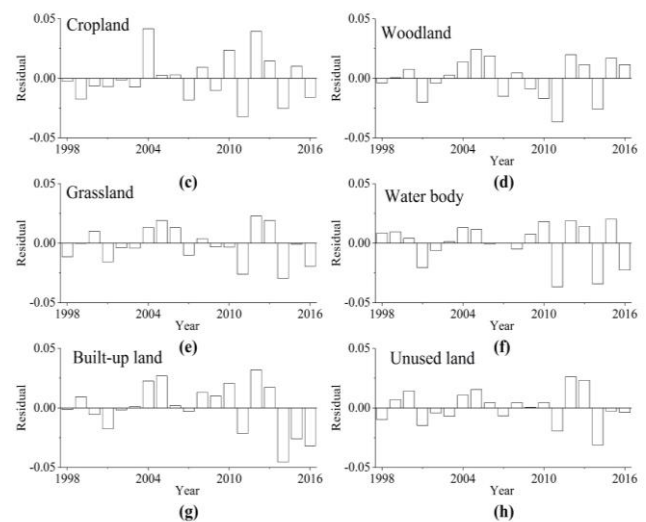 0.05
Cropland
Residual
0.00
-0.05
1998
2004
2010
2016
(c)
0.05
Woodland
Residual
0.00
-0.05
1998
2004
2010
2016
Year
(d)
0.05
Grassland
Residual
0.00
-0.05
1998
2004
2010
2016
Year
(e)
0.05
Water body
Residual
0.00
-0.05
1998
2004
2010
2016
Year
(f)
0.05
Built-up land
Residual
0.00
-0.05
1998
2004
2010
2016
Year
(g)
0.05
Unused land
Residual
0.00
-0.05
1998
2004
2010
2016
Year
(h)